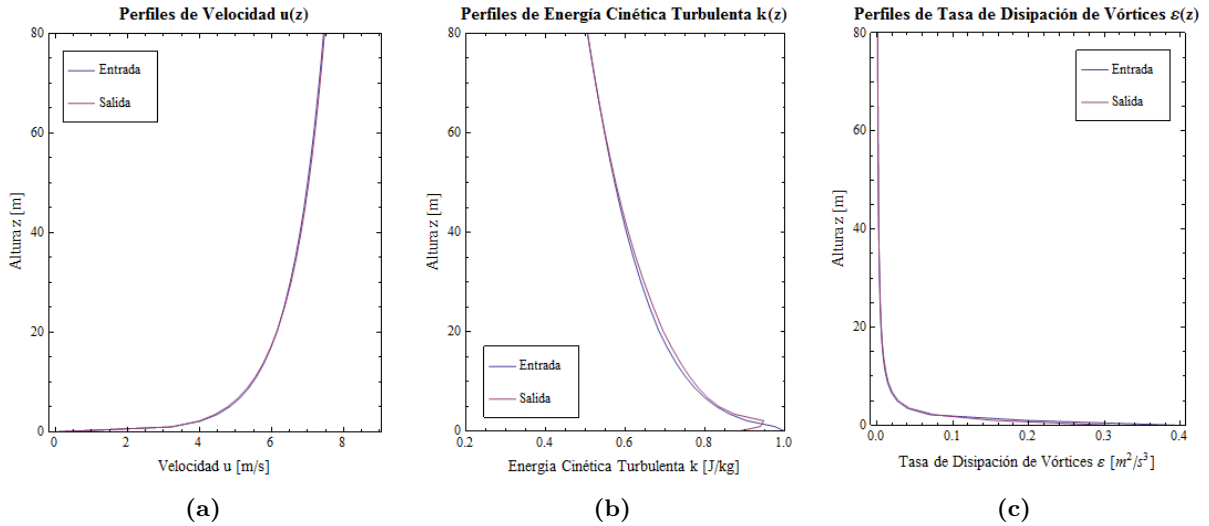 Perfiles de Velocidad u(z)
80
60
40
20
0
Altura z [m]
Entrada
Salida
0 2 4 6 8
Velocidad u [m/s]
(a)
Perfiles de Energía Cinética Turbulenta k(z)
80
60
40
20
0
Altura z [m]
Entrada
Salida
0.2 0.4 0.6 0.8 1.0
Energía Cinética Turbulenta k [J/kg]
(b)
Perfiles de Tasa de Disipación de Vórtices ε(z)
80
60
40
20
0
Altura z [m]
Entrada
Salida
0.0 0.1 0.2 0.3 0.4
Tasa de Disipación de Vórtices ε [m²/s³]
(c)